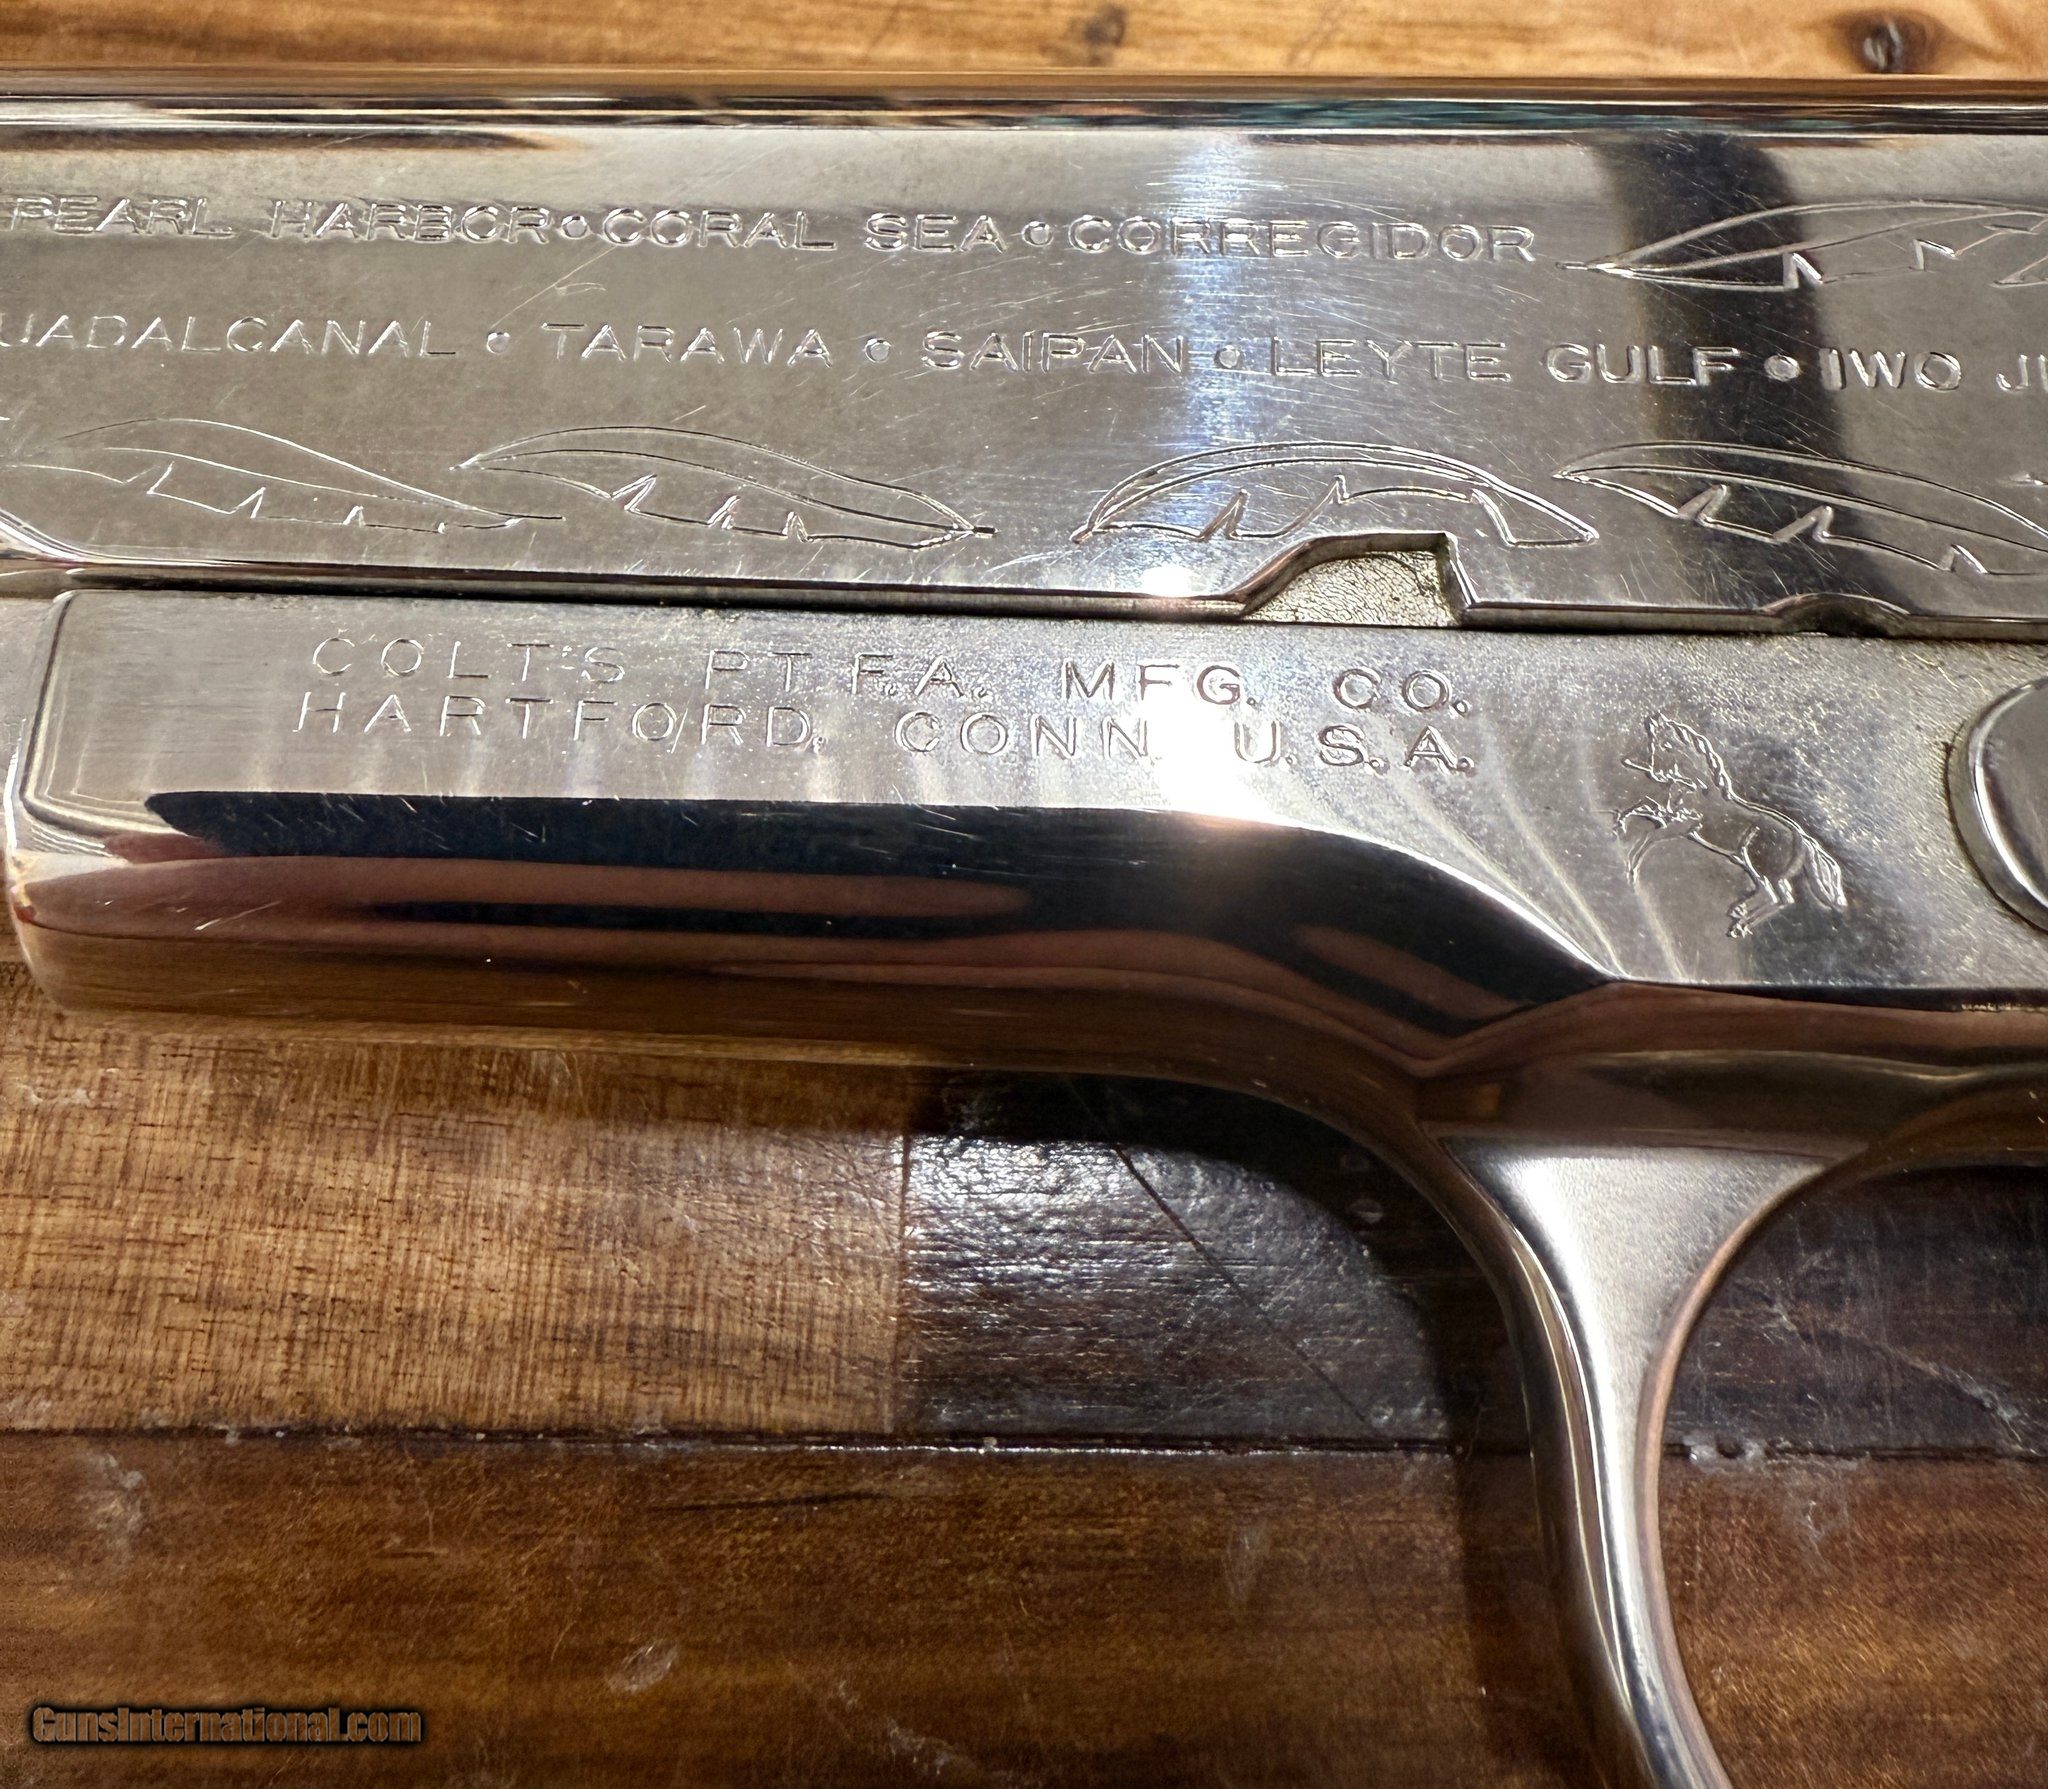 PEARL HARBOR • CORAL SEA • CORREGIDOR
UADALCANAL • TARAWA • SAIPAN • LEYTE GULF • IWO JI
COLT'S PT. F.A. MFG. CO.
HARTFORD, CONN. U.S.A.
GunsInternational.com